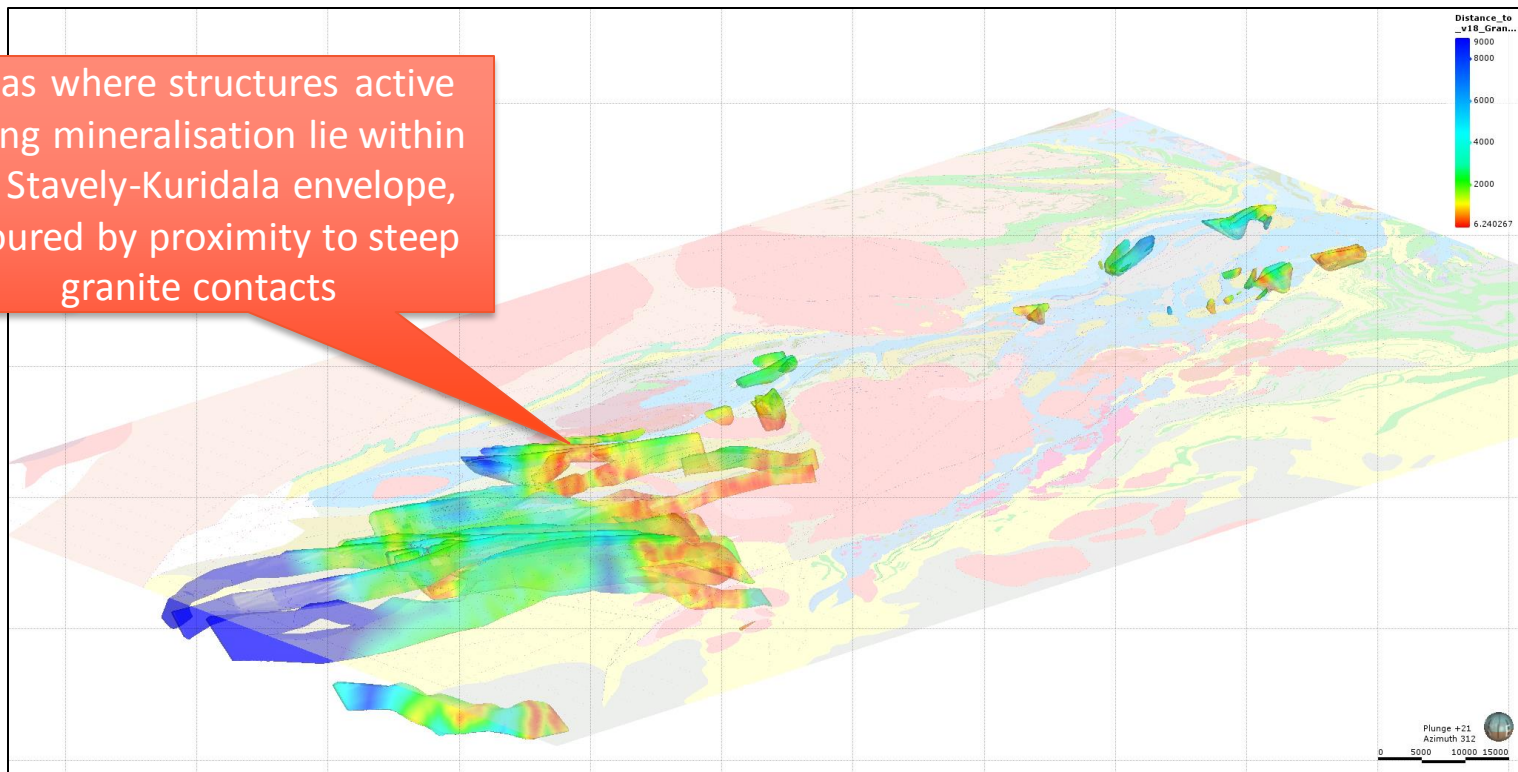 as where structures active
ng mineralisation lie within
Stavely-Kuridala envelope,
oured by proximity to steep
granite contacts
Distance_to
_v18_Gran...
9000
8000
6000
4000
2000
6.240267
Plunge +21
Azimuth 312
0 5000 10000 15000